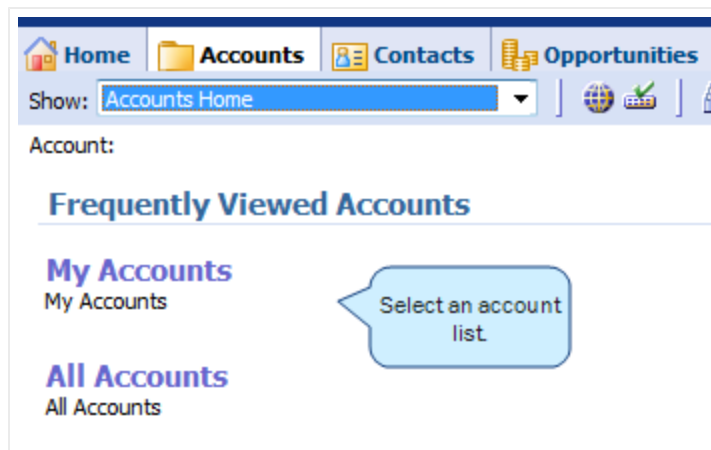 Home Accounts Contacts Opportunities
Show: Accounts Home
Account:
Frequently Viewed Accounts
My Accounts
My Accounts
Select an account
list.
All Accounts
All Accounts